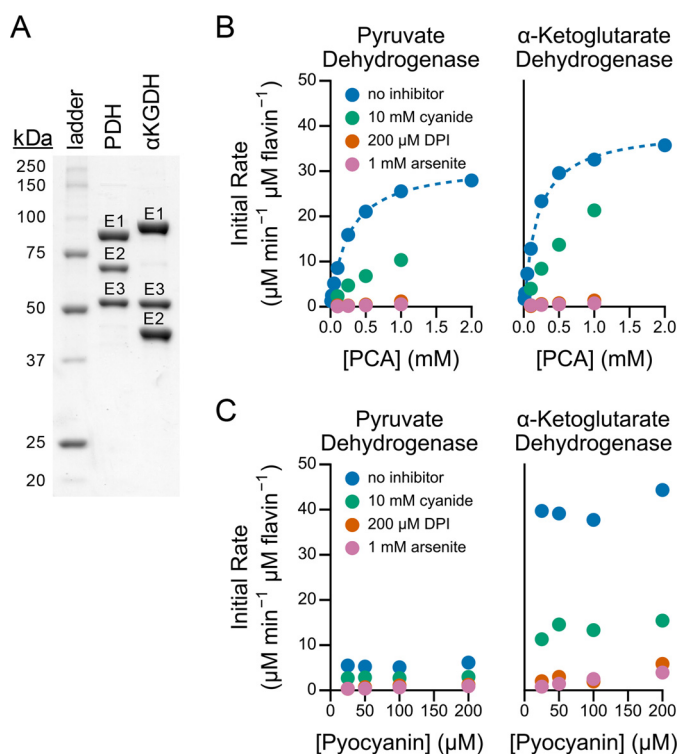 A
kDa
ladder
PDH
αKGDH
250
150
100
75
50
37
25
20
E1
E2
E3
E1
E3
E2
B
Pyruvate
Dehydrogenase
α-Ketoglutarate
Dehydrogenase
Initial Rate
(µM min⁻¹ µM flavin⁻¹)
50
40
30
20
10
0
no inhibitor
10 mM cyanide
200 µM DPI
1 mM arsenite
0.0 0.5 1.0 1.5 2.0
0.0 0.5 1.0 1.5 2.0
[PCA] (mM)
[PCA] (mM)
C
Pyruvate
Dehydrogenase
α-Ketoglutarate
Dehydrogenase
Initial Rate
(µM min⁻¹ µM flavin⁻¹)
50
40
30
20
10
0
no inhibitor
10 mM cyanide
200 µM DPI
1 mM arsenite
0 50 100 150 200
0 50 100 150 200
[Pyocyanin] (µM)
[Pyocyanin] (µM)